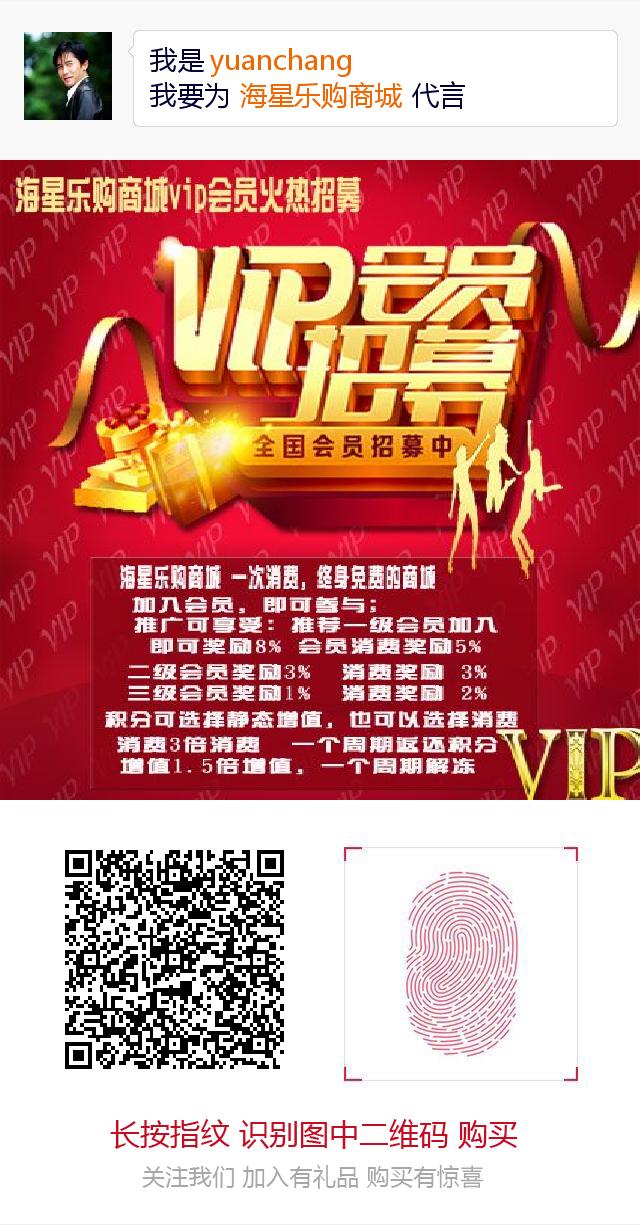 我是 yuanchang
我要为 海星乐购商城 代言
海星乐购商城vip会员火热招募
VIP会员
招募
全国会员招募中
海星乐购商城 一次消费，终身免费的商城
加入会员，即可参与；
推广可享受：推荐一级会员加入
即可奖励8% 会员消费奖励5%
二级会员奖励3% 消费奖励 3%
三级会员奖励1% 消费奖励 2%
积分可选择静态增值，也可以选择消费
消费3倍消费 一个周期返还积分
增值1.5倍增值，一个周期解冻
VIP
长按指纹 识别图中二维码 购买
关注我们 加入有礼品 购买有惊喜